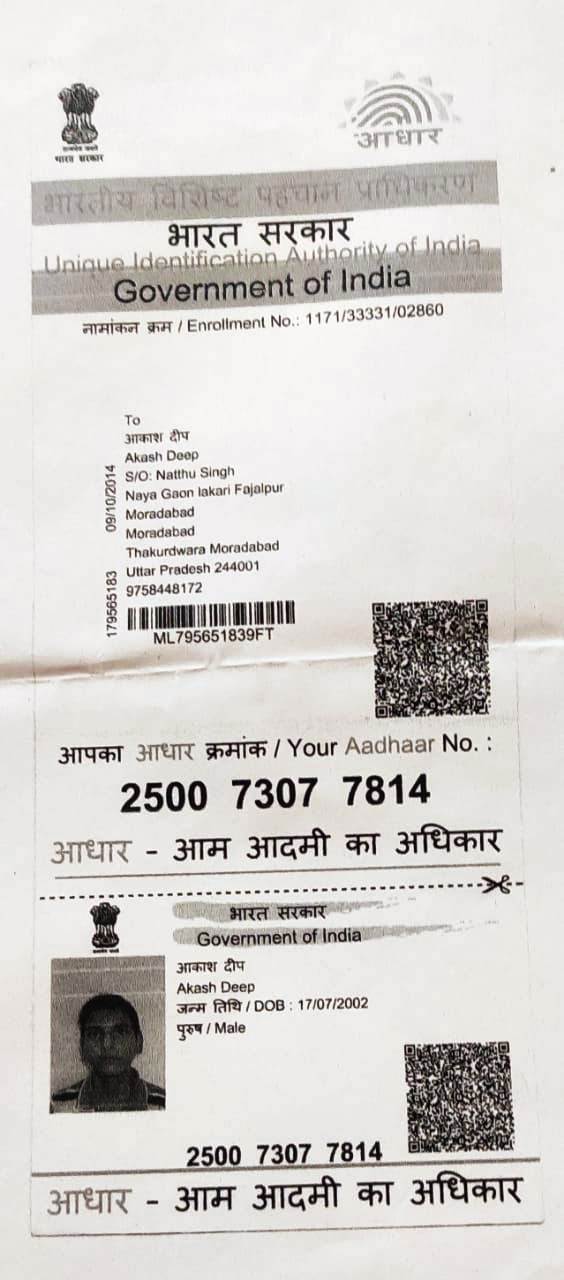 भारत सरकार
आधार
भारतीय विशिष्ट पहचान प्राधिकरण
भारत सरकार
Unique Identification Authority of India
Government of India
नामांकन क्रम / Enrollment No.: 1171/33331/02860
To
आकाश दीप
Akash Deep
S/O: Natthu Singh
Naya Gaon lakari Fajalpur
Moradabad
Moradabad
Thakurdwara Moradabad
Uttar Pradesh 244001
9758448172
179565183 09/10/2014
ML795651839FT
आपका आधार क्रमांक / Your Aadhaar No. :
2500 7307 7814
आधार - आम आदमी का अधिकार
भारत सरकार
Government of India
आकाश दीप
Akash Deep
जन्म तिथि / DOB : 17/07/2002
पुरुष / Male
2500 7307 7814
आधार - आम आदमी का अधिकार